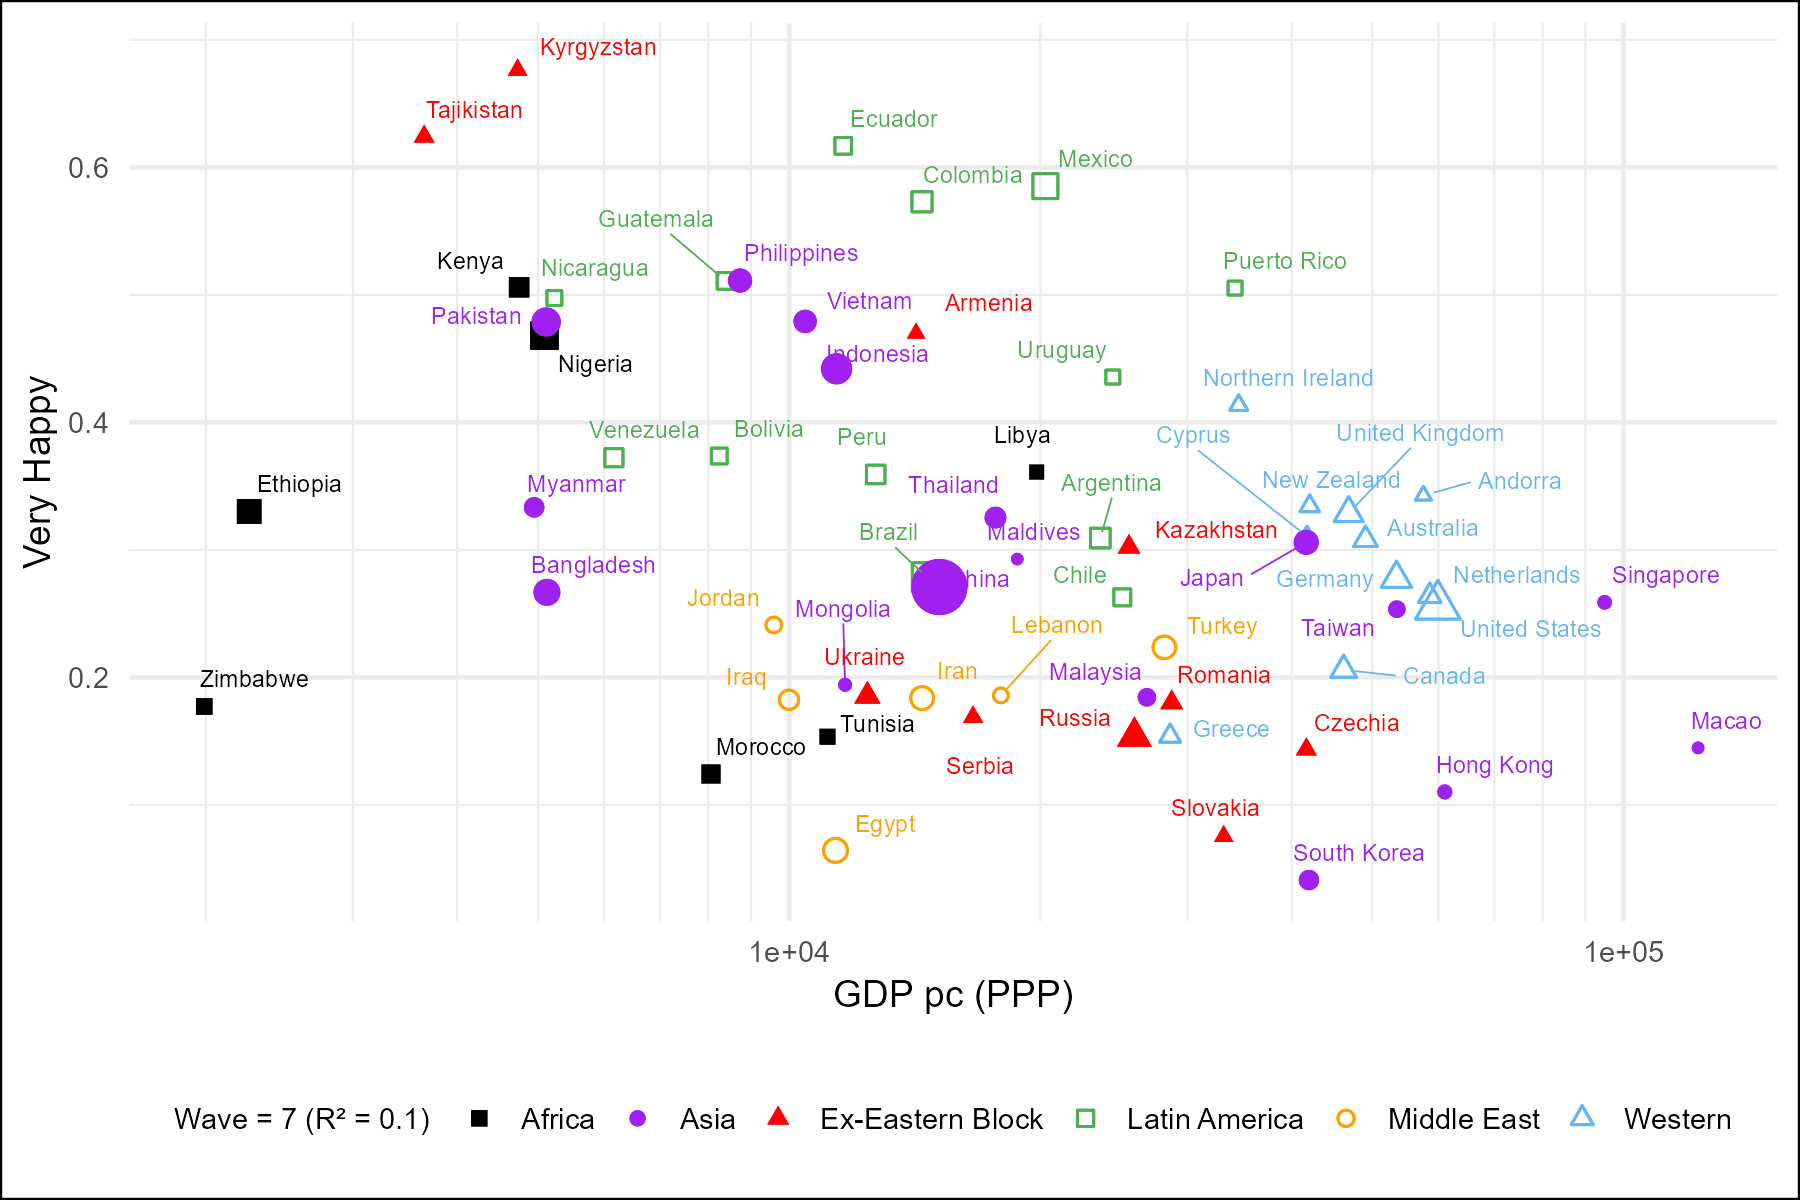 Kyrgyzstan
Tajikistan
Ecuador
Mexico
0.6
Colombia
Guatemala
Philippines
Kenya
Nicaragua
Puerto Rico
Pakistan
Vietnam
Armenia
Indonesia
Nigeria
Uruguay
Northern Ireland
0.4
Venezuela
Bolivia
Peru
Libya
Cyprus
United Kingdom
Ethiopia
Myanmar
Thailand
Argentina
New Zealand
Andorra
Brazil
Maldives
Kazakhstan
Australia
Bangladesh
hina
Chile
Japan
Germany
Netherlands
Singapore
Jordan
Mongolia
Lebanon
Turkey
Taiwan
United States
Zimbabwe
Ukraine
Iraq
Iran
Malaysia
Romania
Canada
0.2
Morocco
Tunisia
Serbia
Russia
Greece
Czechia
Macao
Hong Kong
Egypt
Slovakia
South Korea
Very Happy
1e+04
1e+05
GDP pc (PPP)
Wave = 7 (R² = 0.1)
Africa
Asia
Ex-Eastern Block
Latin America
Middle East
Western